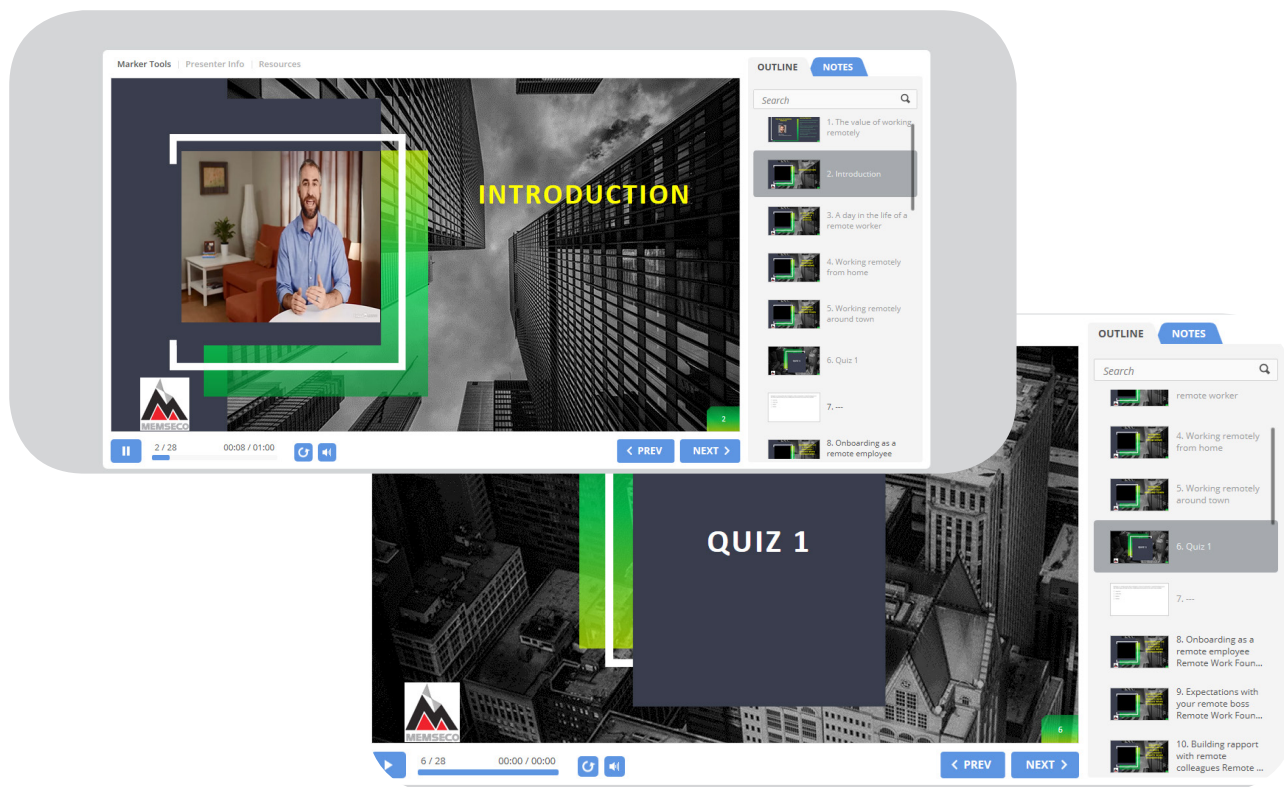 Marker Tools | Presenter Info | Resources
INTRODUCTION
MEMSECO
2
2 / 28
00:08 / 01:00
PREV
NEXT
OUTLINE
NOTES
Search
1. The value of working
remotely
2. Introduction
3. A day in the life of a
remote worker
4. Working remotely
from home
5. Working remotely
around town
6. Quiz 1
7. ---
8. Onboarding as a
remote employee
QUIZ 1
MEMSECO
6
6 / 28
00:00 / 00:00
PREV
NEXT
OUTLINE
NOTES
Search
remote worker
4. Working remotely
from home
5. Working remotely
around town
6. Quiz 1
7. ---
8. Onboarding as a
remote employee
Remote Work Foun...
9. Expectations with
your remote boss
Remote Work Foun...
10. Building rapport
with remote
colleagues Remote ...